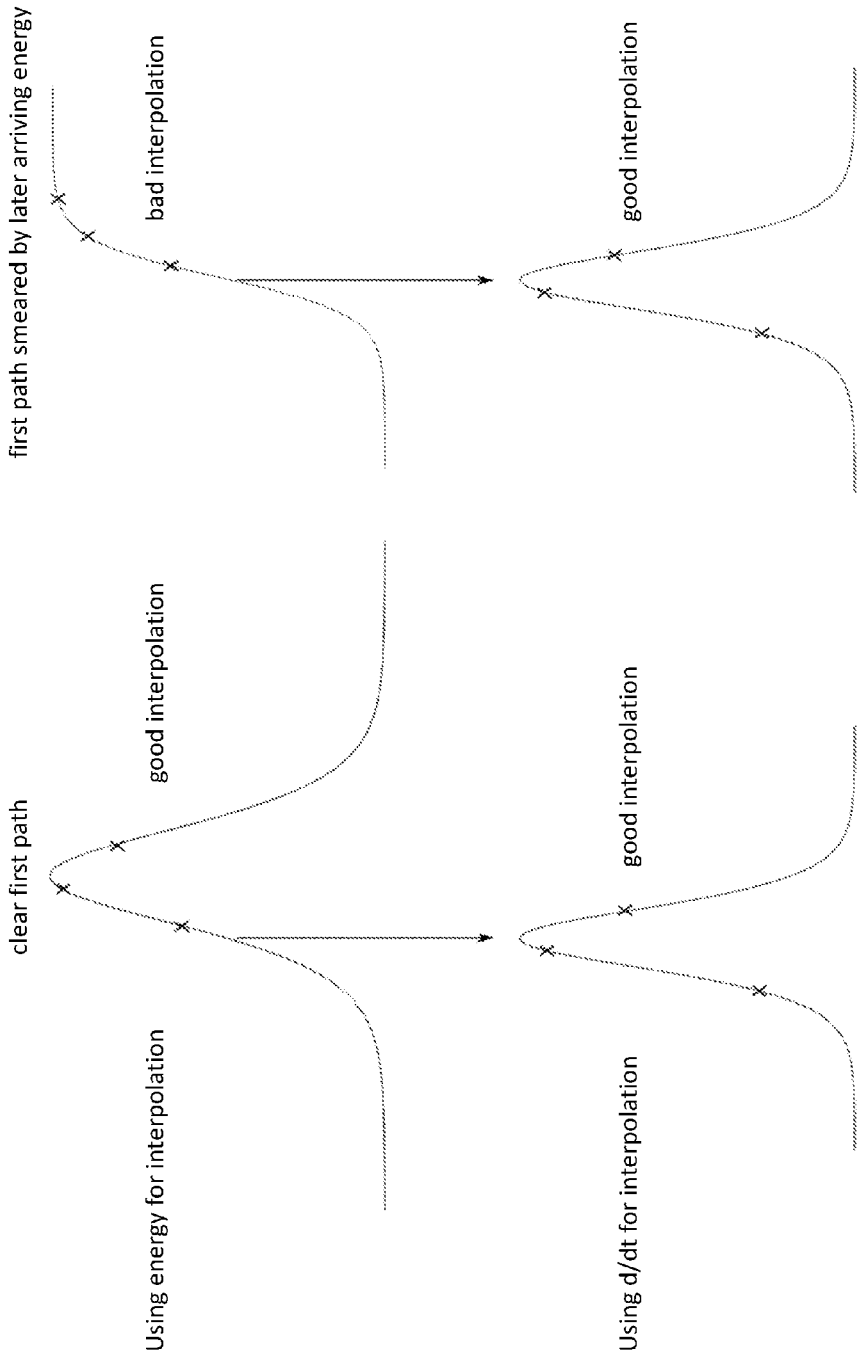 clear first path
first path smeared by later arriving energy
Using energy for interpolation
good interpolation
bad interpolation
Using d/dt for interpolation
good interpolation
good interpolation